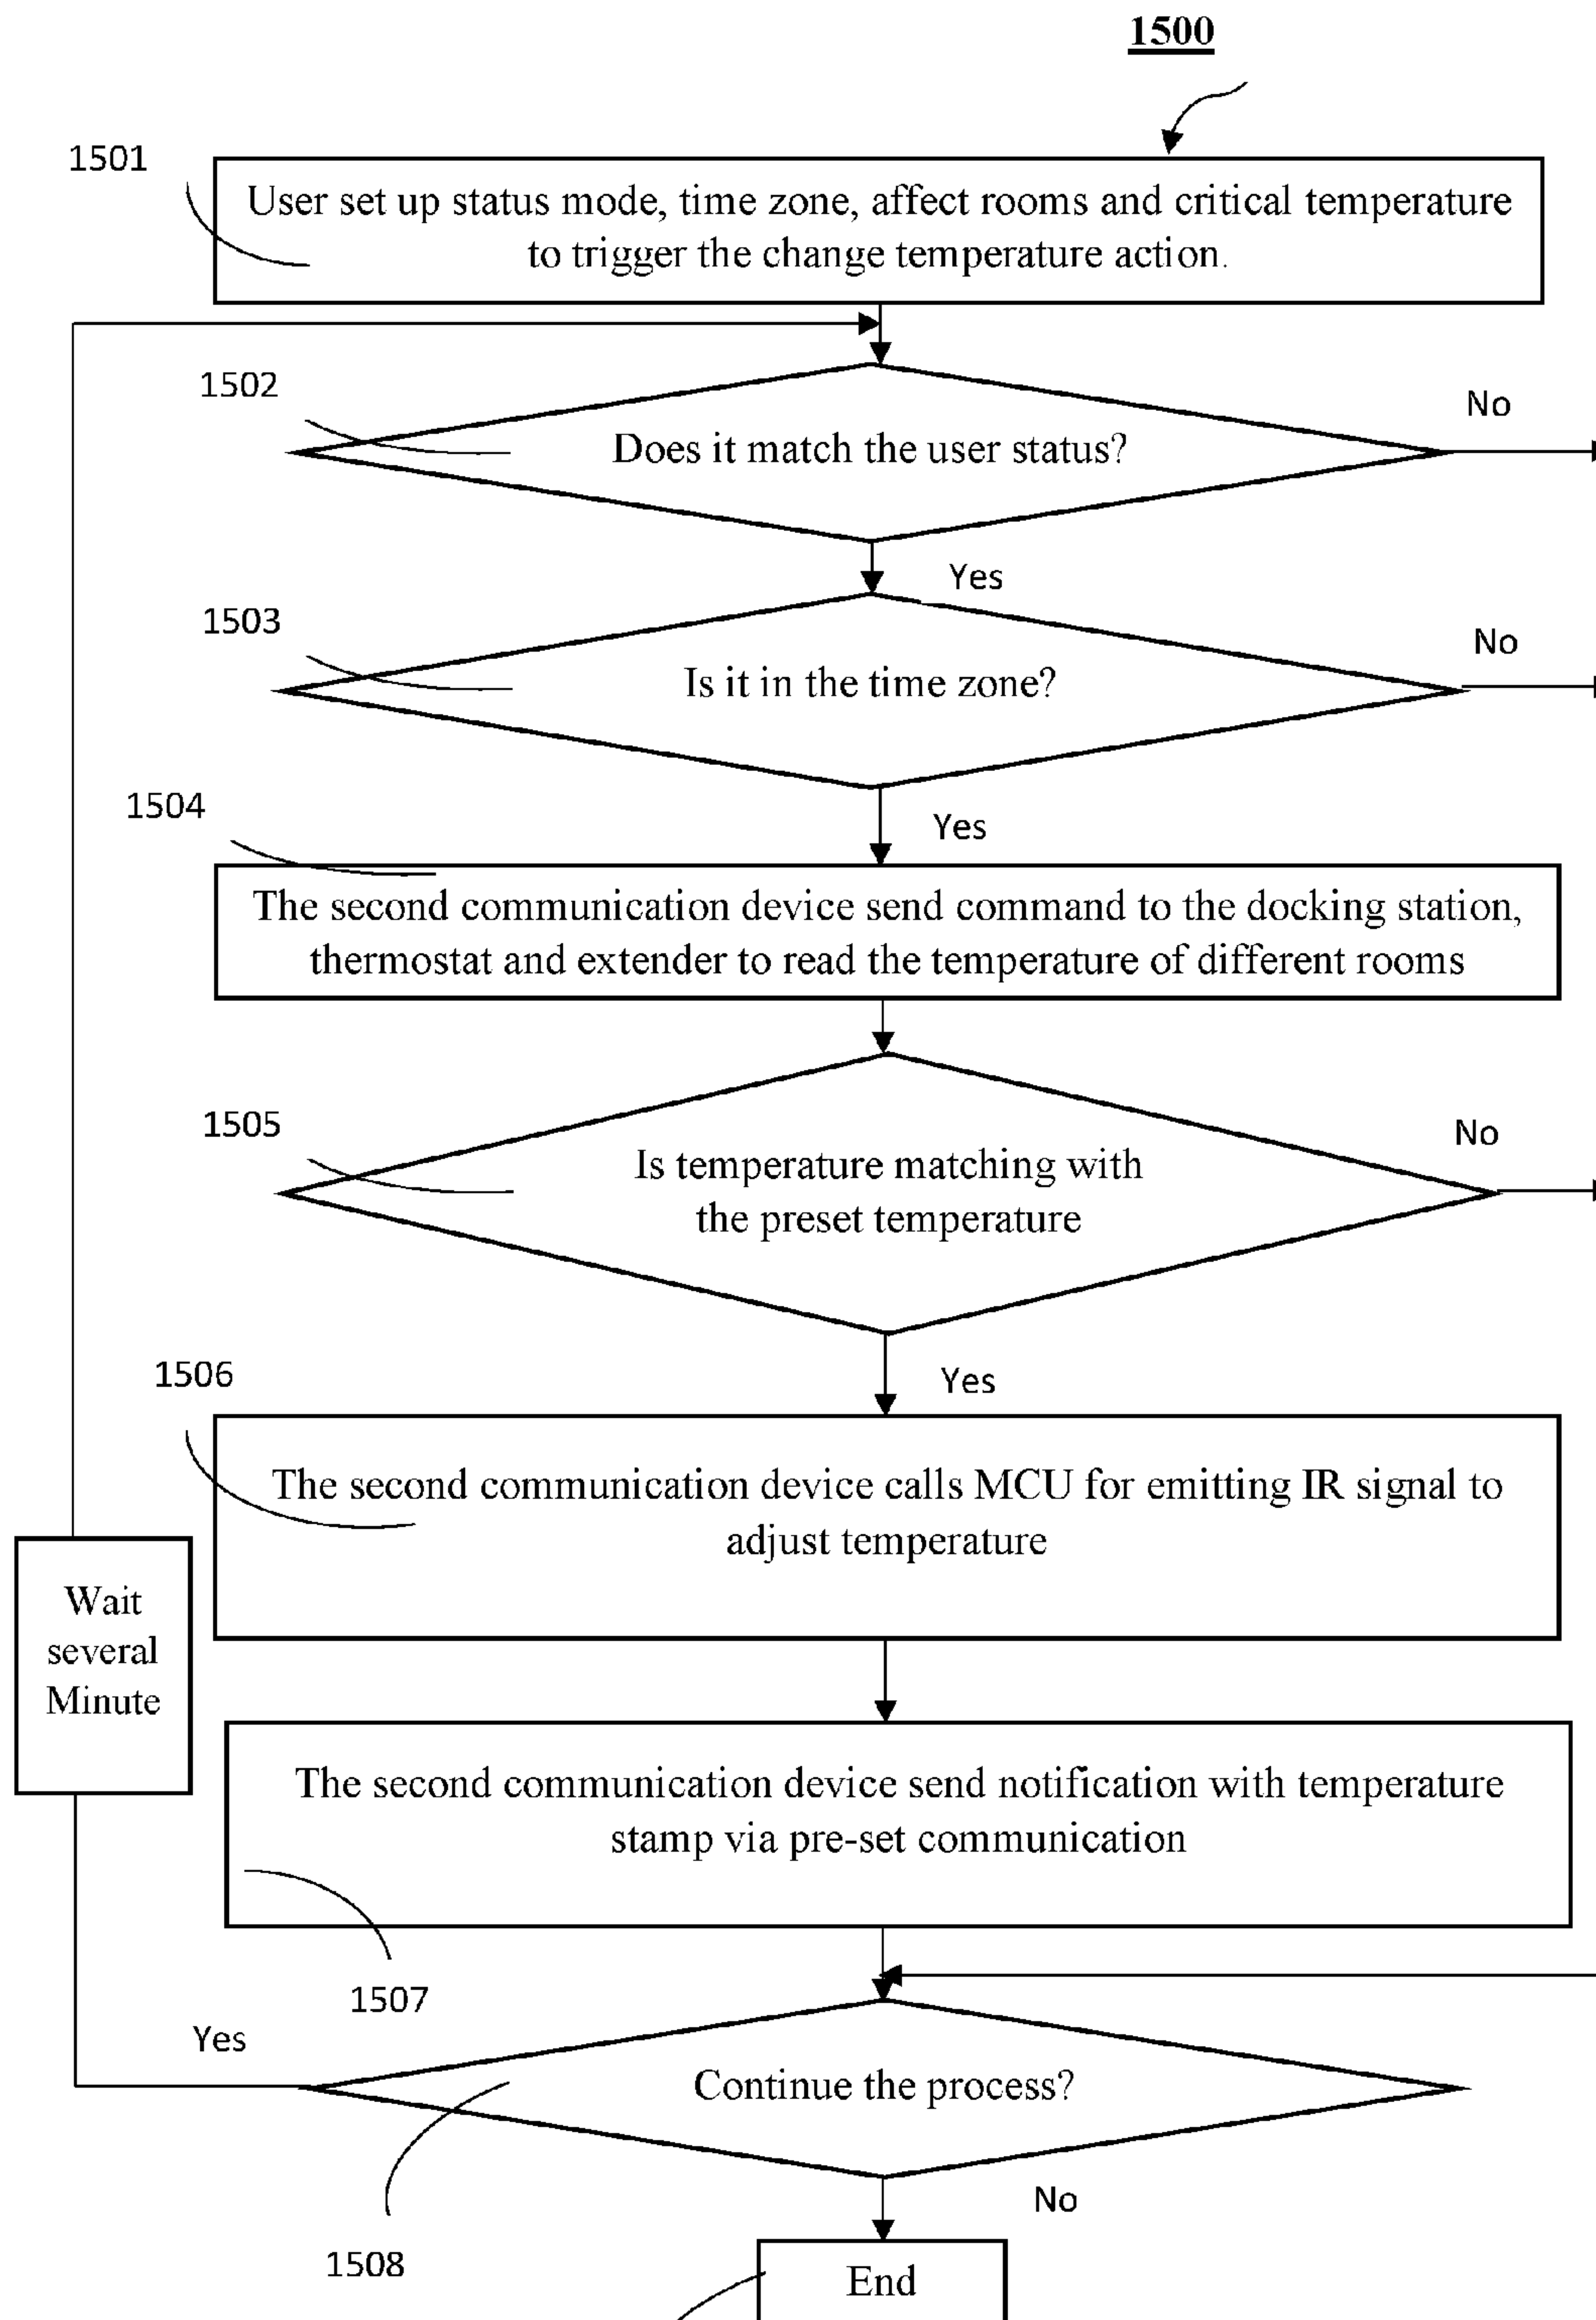 1500
1501
User set up status mode, time zone, affect rooms and critical temperature
to trigger the change temperature action.
1502
No
Does it match the user status?
Yes
1503
No
Is it in the time zone?
1504
Yes
The second communication device send command to the docking station,
thermostat and extender to read the temperature of different rooms
1505
No
Is temperature matching with
the preset temperature
1506
Yes
The second communication device calls MCU for emitting IR signal to
adjust temperature
Wait
several
Minute
The second communication device send notification with temperature
stamp via pre-set communication
1507
Yes
Continue the process?
No
1508
End